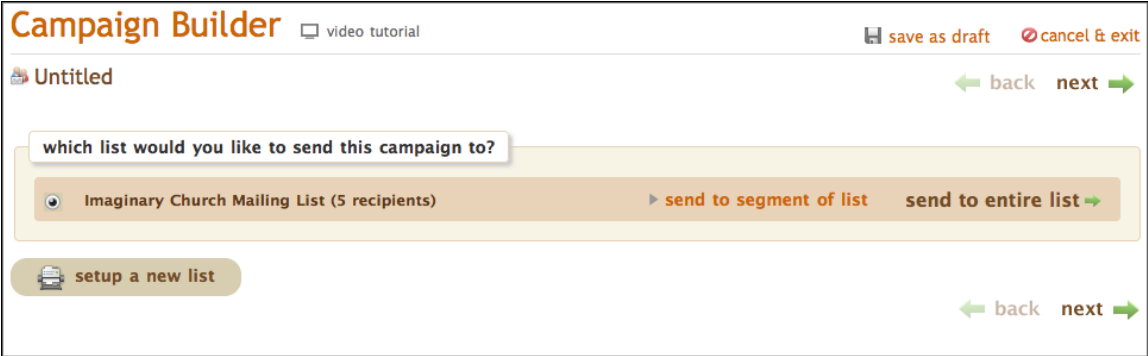 Campaign Builder video tutorial save as draft cancel & exit
Untitled back next
which list would you like to send this campaign to?
Imaginary Church Mailing List (5 recipients) send to segment of list send to entire list
setup a new list
back next